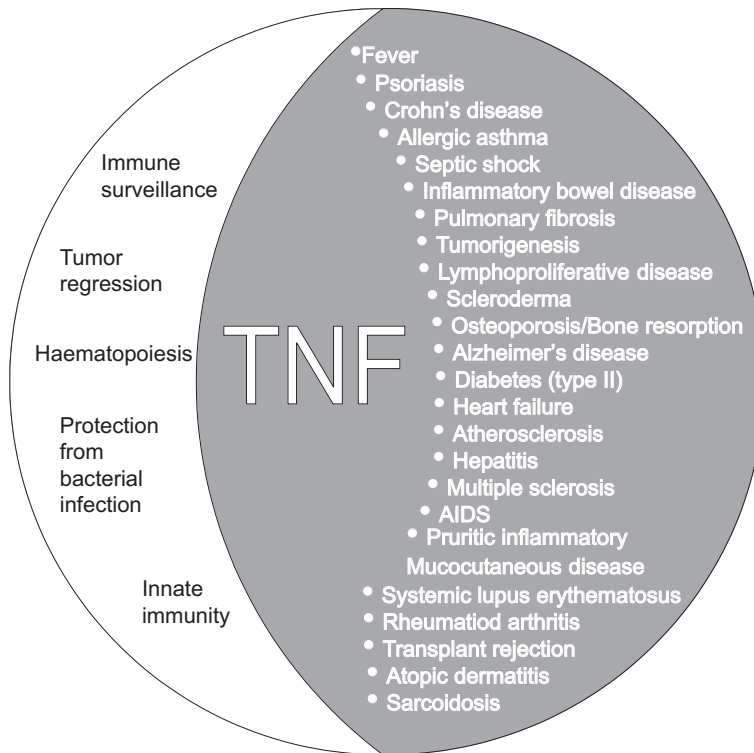 Immune
surveillance
Tumor
regression
Haematopoiesis
Protection
from
bacterial
infection
Innate
immunity
TNF
•Fever
• Psoriasis
• Crohn's disease
• Allergic asthma
• Septic shock
• Inflammatory bowel disease
• Pulmonary fibrosis
• Tumorigenesis
• Lymphoproliferative disease
• Scleroderma
• Osteoporosis/Bone resorption
• Alzheimer's disease
• Diabetes (type II)
• Heart failure
• Atherosclerosis
• Hepatitis
• Multiple sclerosis
• AIDS
• Pruritic inflammatory
Mucocutaneous disease
• Systemic lupus erythematosus
• Rheumatiod arthritis
• Transplant rejection
• Atopic dermatitis
• Sarcoidosis